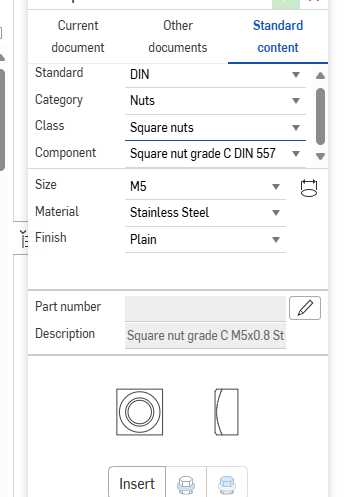 Current document
Other documents
Standard content
Standard DIN
Category Nuts
Class Square nuts
Component Square nut grade C DIN 557
Size M5
Material Stainless Steel
Finish Plain
Part number
Description Square nut grade C M5x0.8 St
Insert